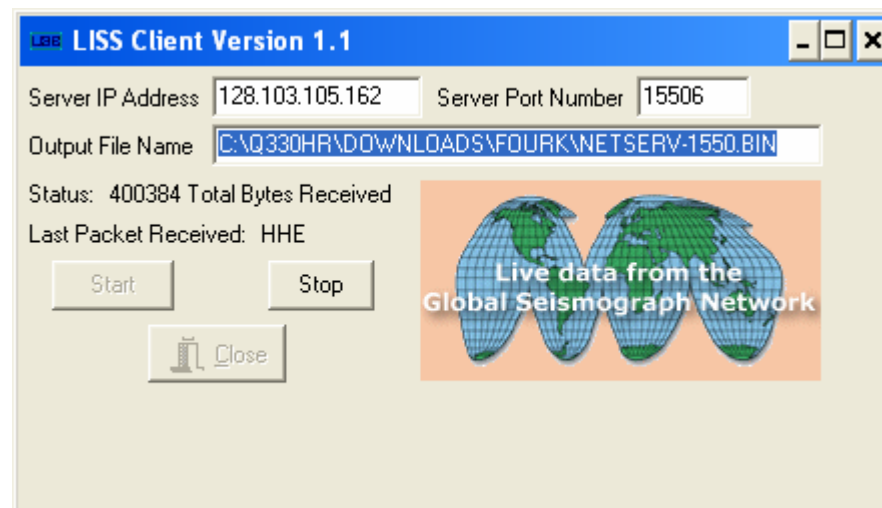 LISS LISS Client Version 1.1
Server IP Address 128.103.105.162 Server Port Number 15506
Output File Name C:\Q330HR\DOWNLOADS\FOURK\NETSERV-1550.BIN
Status: 400384 Total Bytes Received
Last Packet Received: HHE
Live data from the
Global Seismograph Network
Start Stop
Close